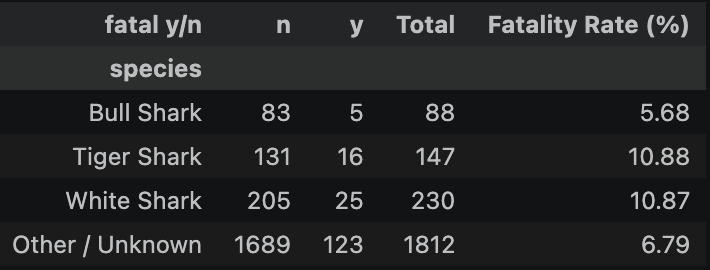 fatal y/n n y Total Fatality Rate (%)
species
Bull Shark 83 5 88 5.68
Tiger Shark 131 16 147 10.88
White Shark 205 25 230 10.87
Other / Unknown 1689 123 1812 6.79